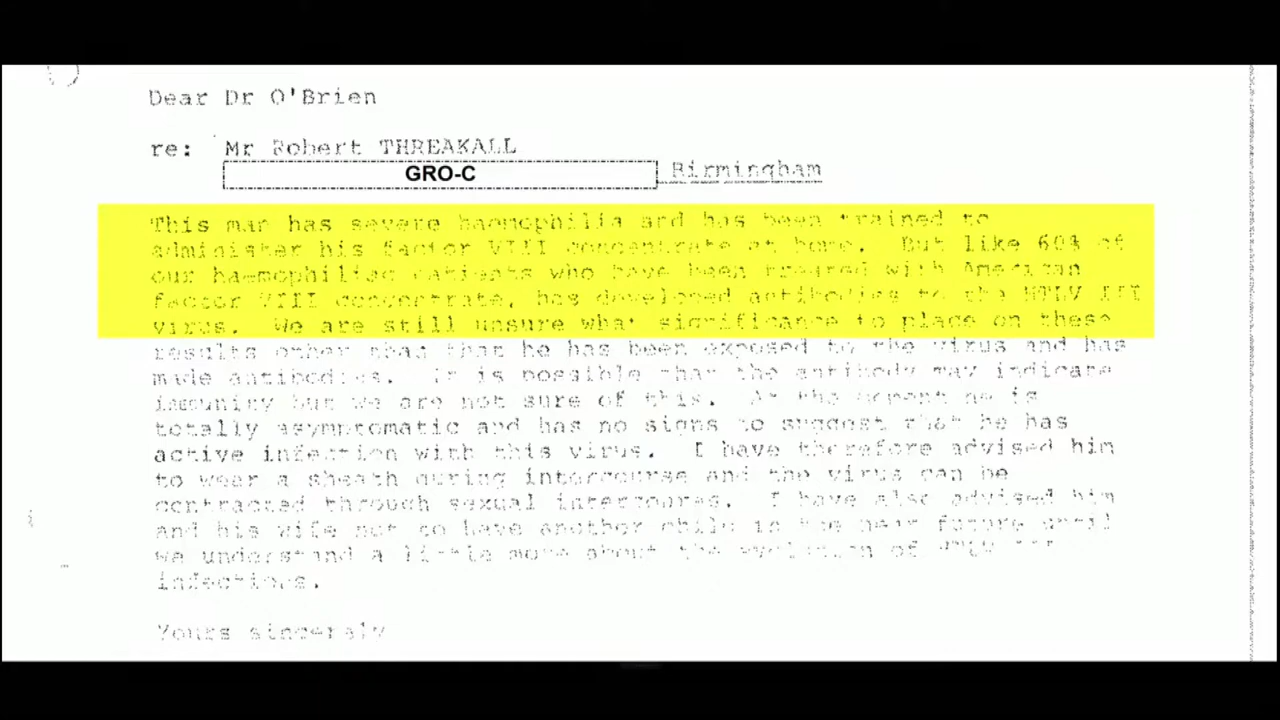 Dear Dr O'Brien
re: Mr Robert THREAKALL
GRO-C Birmingham
This man has severe haemophilia and has been trained to
administer his factor VIII concentrate at home. But like 60% of
our haemophiliac patients who have been treated with American
factor VIII concentrate, has developed antibodies to the HTLV III
virus. We are still unsure what significance to place on these
results other than that he has been exposed to the virus and has
made antibodies. It is possible that the antibody may indicate
immunity but we are not sure of this. At the moment he is
totally asymptomatic and has no signs to suggest that he has
active infection with this virus. I have therefore advised him
to wear a sheath during intercourse and the virus can be
contracted through sexual intercourse. I have also advised him
and his wife not to have another child in the near future until
we understand a little more about the evolution of HTLV III
infections.
Yours sincerely